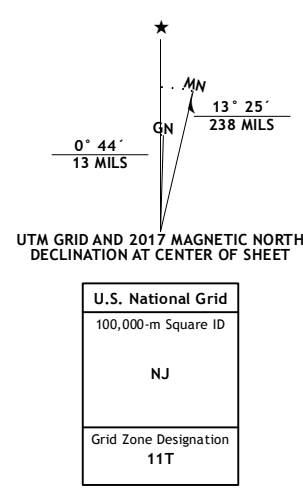 ★
MN
13° 25´
238 MILS
GN
0° 44´
13 MILS
UTM GRID AND 2017 MAGNETIC NORTH
DECLINATION AT CENTER OF SHEET
U.S. National Grid
100,000-m Square ID
NJ
Grid Zone Designation
11T